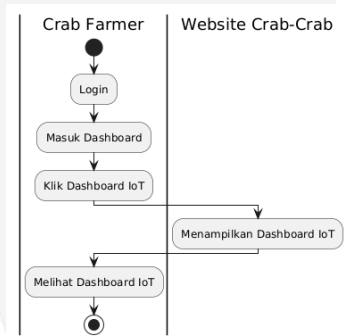 Crab Farmer
Website Crab-Crab
Login
Masuk Dashboard
Klik Dashboard IoT
Menampilkan Dashboard IoT
Melihat Dashboard IoT